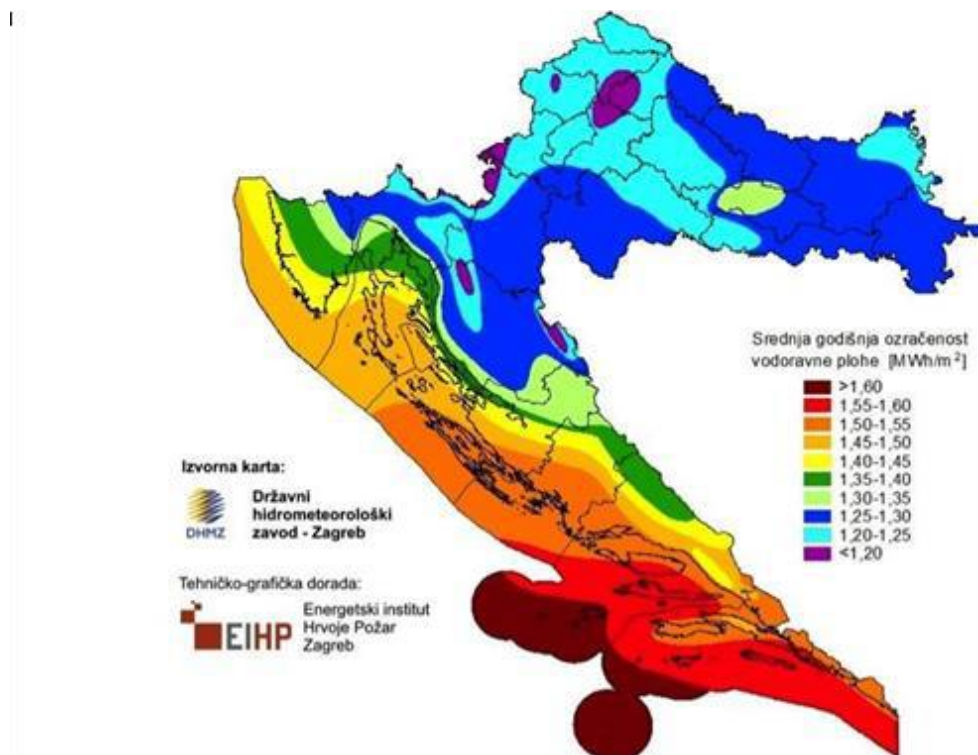 Srednja godišnja ozračenost
vodoravne plohe [MWh/m²]
>1,60
1,55-1,60
1,50-1,55
1,45-1,50
1,40-1,45
1,35-1,40
1,30-1,35
1,25-1,30
1,20-1,25
<1,20
Izvorna karta:
DHMZ
Državni
hidrometeorološki
zavod - Zagreb
Tehničko-grafička dorada:
EIHP
Energetski institut
Hrvoje Požar
Zagreb